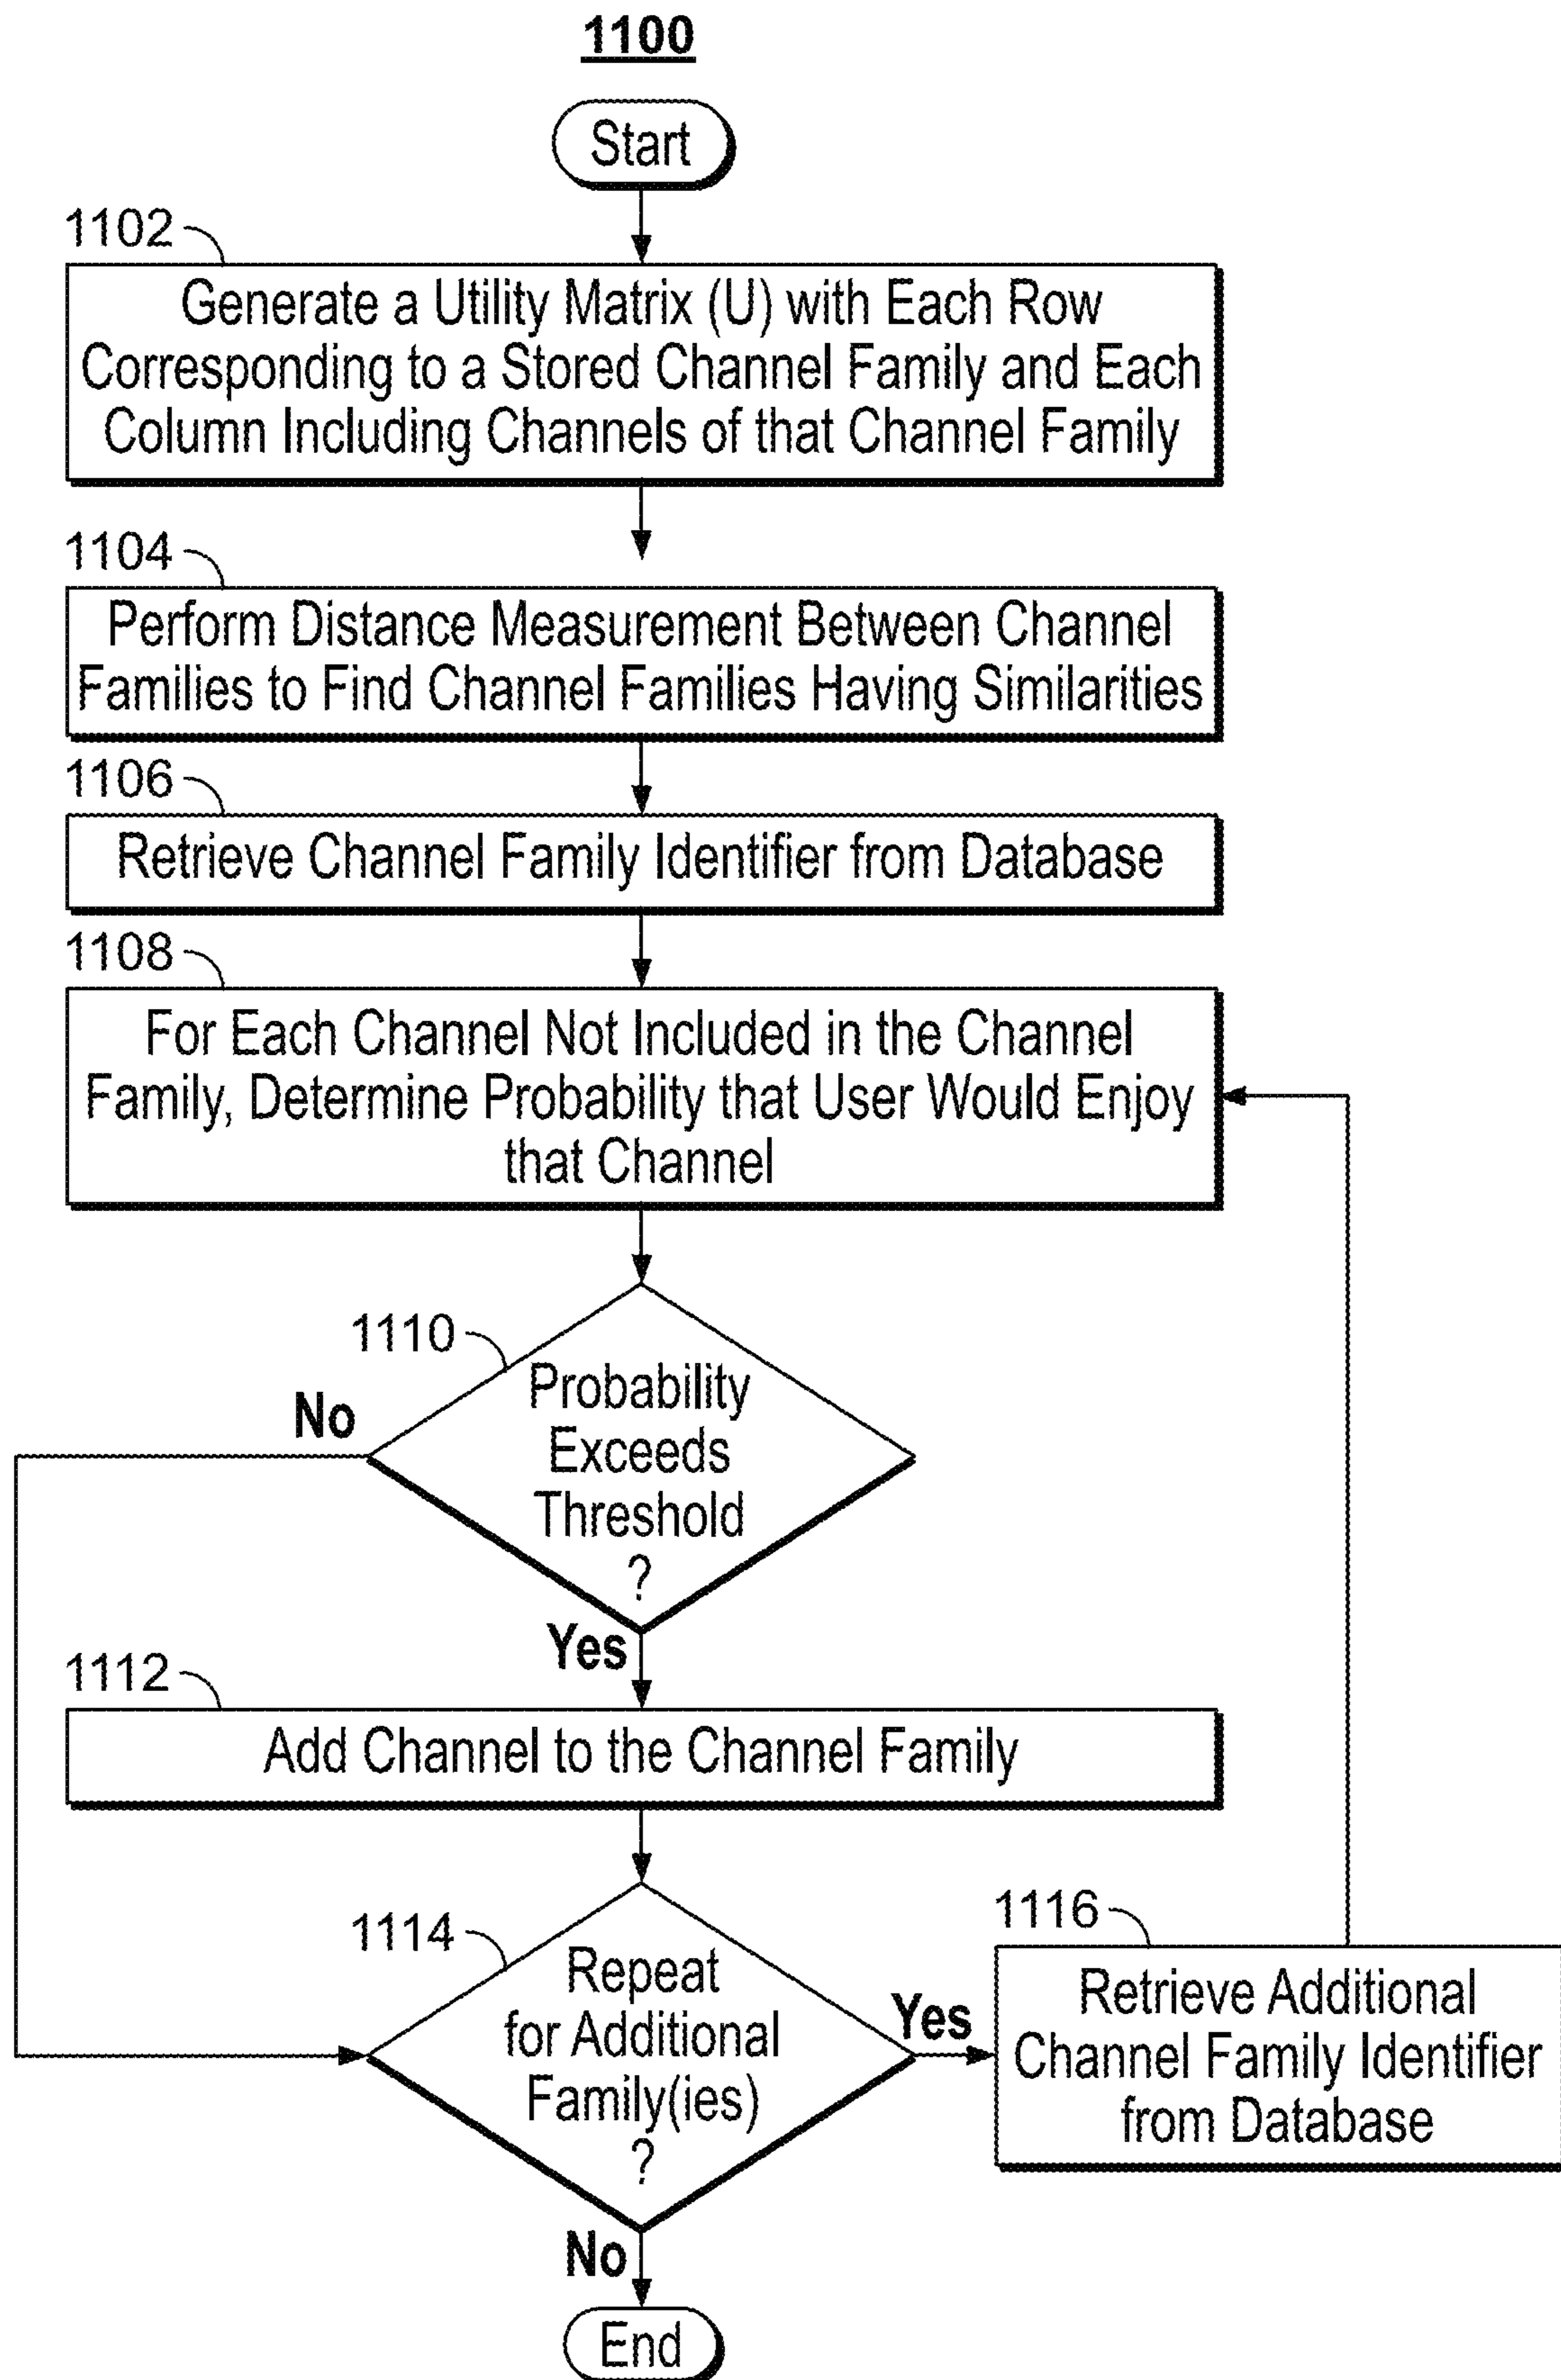 1100
Start
1102
Generate a Utility Matrix (U) with Each Row
Corresponding to a Stored Channel Family and Each
Column Including Channels of that Channel Family
1104
Perform Distance Measurement Between Channel
Families to Find Channel Families Having Similarities
1106
Retrieve Channel Family Identifier from Database
1108
For Each Channel Not Included in the Channel
Family, Determine Probability that User Would Enjoy
that Channel
1110
No
Probability
Exceeds
Threshold
?
Yes
1112
Add Channel to the Channel Family
1114
Repeat
for Additional
Family(ies)
?
Yes
1116
Retrieve Additional
Channel Family Identifier
from Database
No
End